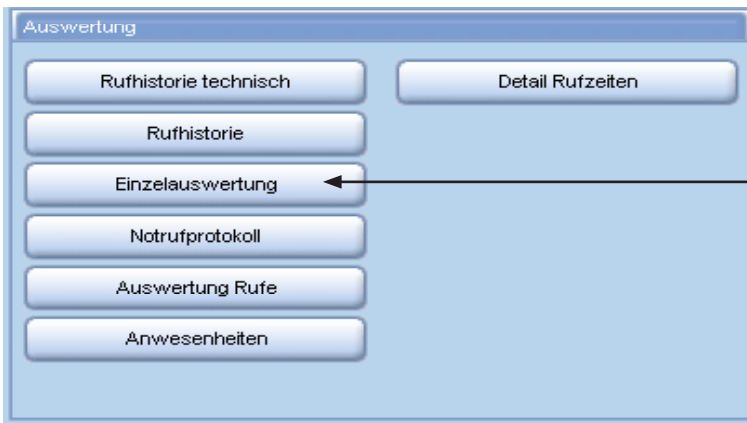 Auswertung
Rufhistorie technisch
Detail Rufzeiten
Rufhistorie
Einzelauswertung
Notrufprotokoll
Auswertung Rufe
Anwesenheiten